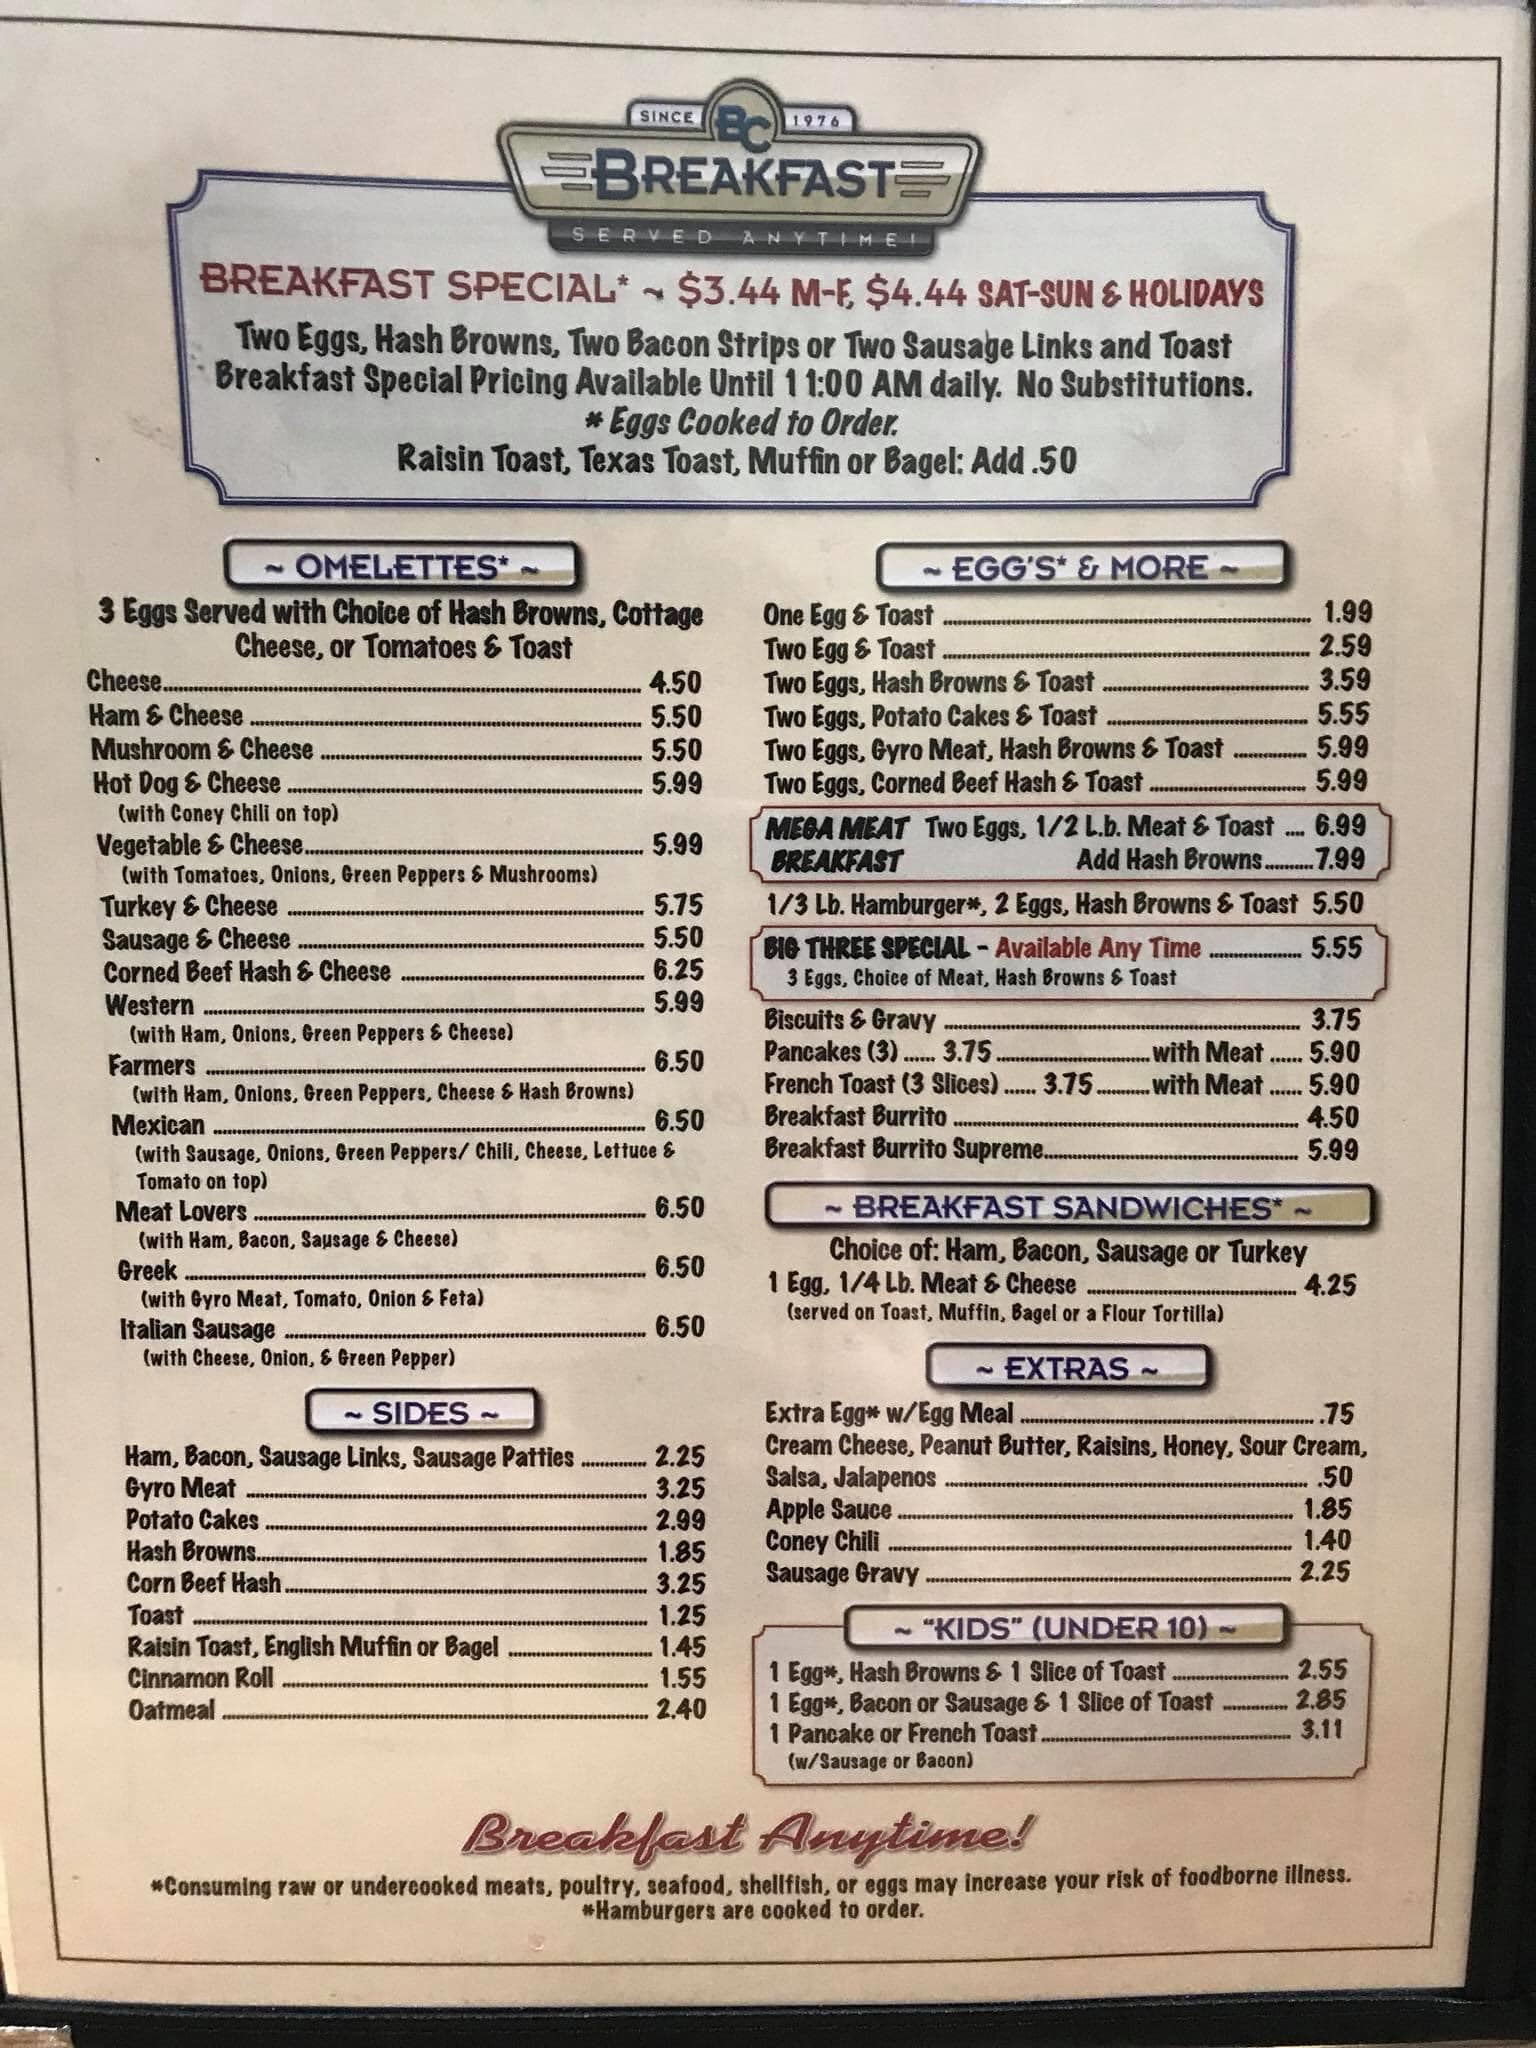 SINCE BC 1976
BREAKFAST
SERVED ANYTIME!
BREAKFAST SPECIAL* ~ $3.44 M-F, $4.44 SAT-SUN & HOLIDAYS
Two Eggs, Hash Browns, Two Bacon Strips or Two Sausage Links and Toast
Breakfast Special Pricing Available Until 11:00 AM daily. No Substitutions.
* Eggs Cooked to Order.
Raisin Toast, Texas Toast, Muffin or Bagel: Add .50
~ OMELETTES* ~
3 Eggs Served with Choice of Hash Browns, Cottage
Cheese, or Tomatoes & Toast
Cheese 4.50
Ham & Cheese 5.50
Mushroom & Cheese 5.50
Hot Dog & Cheese 5.99
(with Coney Chili on top)
Vegetable & Cheese 5.99
(with Tomatoes, Onions, Green Peppers & Mushrooms)
Turkey & Cheese 5.75
Sausage & Cheese 5.50
Corned Beef Hash & Cheese 6.25
Western 5.99
(with Ham, Onions, Green Peppers & Cheese)
Farmers 6.50
(with Ham, Onions, Green Peppers, Cheese & Hash Browns)
Mexican 6.50
(with Sausage, Onions, Green Peppers/ Chili, Cheese, Lettuce &
Tomato on top)
Meat Lovers 6.50
(with Ham, Bacon, Sausage & Cheese)
Greek 6.50
(with Gyro Meat, Tomato, Onion & Feta)
Italian Sausage 6.50
(with Cheese, Onion, & Green Pepper)
~ SIDES ~
Ham, Bacon, Sausage Links, Sausage Patties 2.25
Gyro Meat 3.25
Potato Cakes 2.99
Hash Browns 1.85
Corn Beef Hash 3.25
Toast 1.25
Raisin Toast, English Muffin or Bagel 1.45
Cinnamon Roll 1.55
Oatmeal 2.40
~ EGG'S* & MORE ~
One Egg & Toast 1.99
Two Egg & Toast 2.59
Two Eggs, Hash Browns & Toast 3.59
Two Eggs, Potato Cakes & Toast 5.55
Two Eggs, Gyro Meat, Hash Browns & Toast 5.99
Two Eggs, Corned Beef Hash & Toast 5.99
MEGA MEAT Two Eggs, 1/2 L.b. Meat & Toast .... 6.99
BREAKFAST Add Hash Browns 7.99
1/3 Lb. Hamburger*, 2 Eggs, Hash Browns & Toast 5.50
BIG THREE SPECIAL - Available Any Time 5.55
3 Eggs, Choice of Meat, Hash Browns & Toast
Biscuits & Gravy 3.75
Pancakes (3) ...... 3.75 with Meat ...... 5.90
French Toast (3 Slices) ...... 3.75 with Meat ...... 5.90
Breakfast Burrito 4.50
Breakfast Burrito Supreme 5.99
~ BREAKFAST SANDWICHES* ~
Choice of: Ham, Bacon, Sausage or Turkey
1 Egg, 1/4 Lb. Meat & Cheese 4.25
(served on Toast, Muffin, Bagel or a Flour Tortilla)
~ EXTRAS ~
Extra Egg* w/Egg Meal .75
Cream Cheese, Peanut Butter, Raisins, Honey, Sour Cream,
Salsa, Jalapenos .50
Apple Sauce 1.85
Coney Chili 1.40
Sausage Gravy 2.25
~ "KIDS" (UNDER 10) ~
1 Egg*, Hash Browns & 1 Slice of Toast 2.55
1 Egg*, Bacon or Sausage & 1 Slice of Toast 2.85
1 Pancake or French Toast 3.11
(w/Sausage or Bacon)
Breakfast Anytime!
*Consuming raw or undercooked meats, poultry, seafood, shellfish, or eggs may increase your risk of foodborne illness.
*Hamburgers are cooked to order.